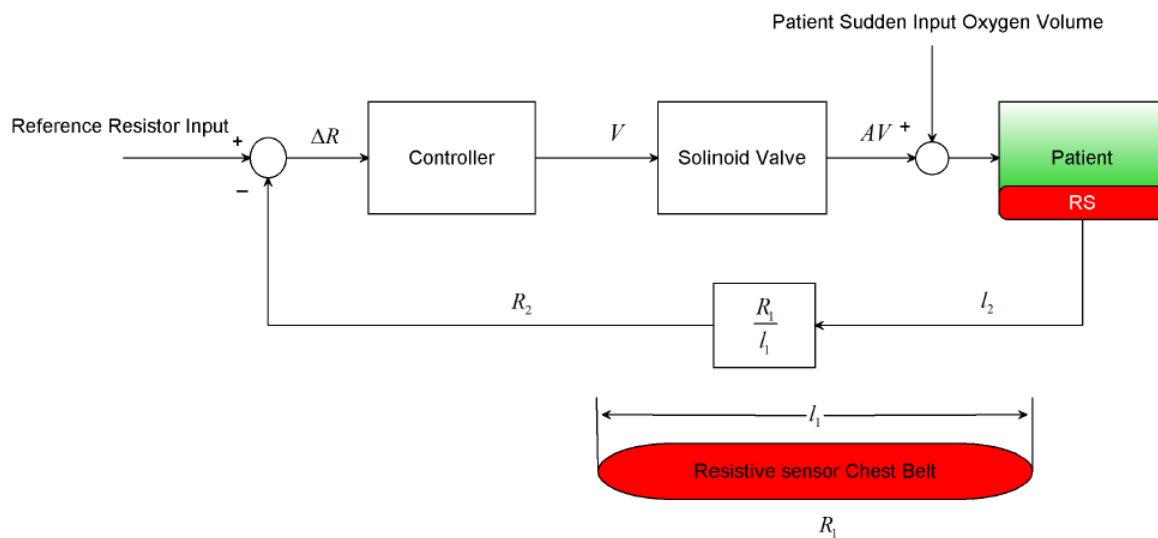 Patient Sudden Input Oxygen Volume
Reference Resistor Input
+
−
ΔR
Controller
V
Solinoid Valve
AV +
Patient
RS
R₂
R₁
l₁
l₂
l₁
Resistive sensor Chest Belt
R₁